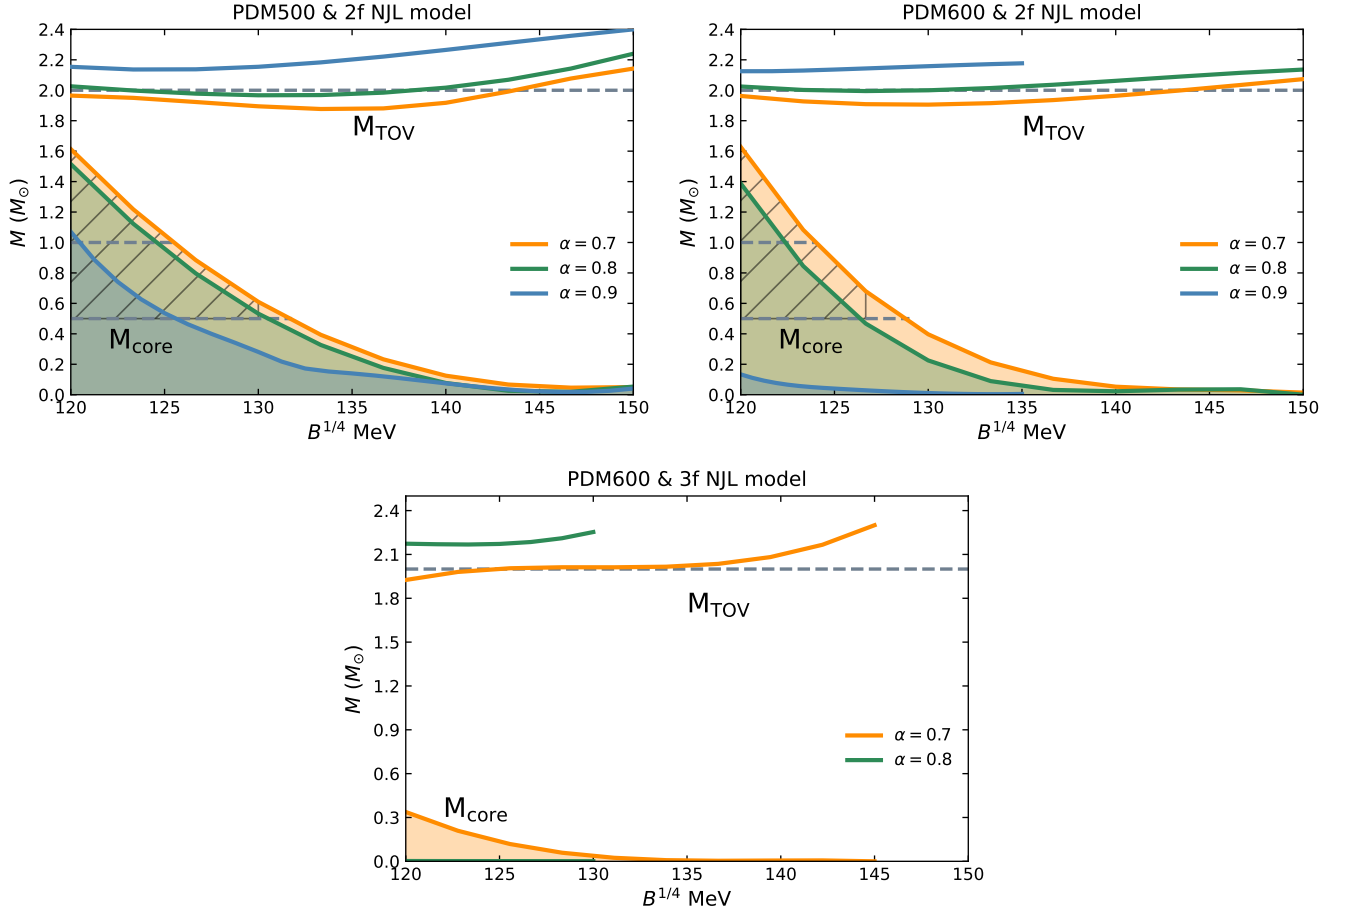 PDM500 & 2f NJL model
2.4
2.2
2.0
1.8
1.6
1.4
1.2
1.0
0.8
0.6
0.4
0.2
0.0
M (M⊙)
M_TOV
α = 0.7
α = 0.8
α = 0.9
M_core
120 125 130 135 140 145 150
B^{1/4} MeV
PDM600 & 2f NJL model
2.4
2.2
2.0
1.8
1.6
1.4
1.2
1.0
0.8
0.6
0.4
0.2
0.0
M (M⊙)
M_TOV
α = 0.7
α = 0.8
α = 0.9
M_core
120 125 130 135 140 145 150
B^{1/4} MeV
PDM600 & 3f NJL model
2.4
2.1
1.8
1.5
1.2
0.9
0.6
0.3
0.0
M (M⊙)
M_TOV
α = 0.7
α = 0.8
M_core
120 125 130 135 140 145 150
B^{1/4} MeV